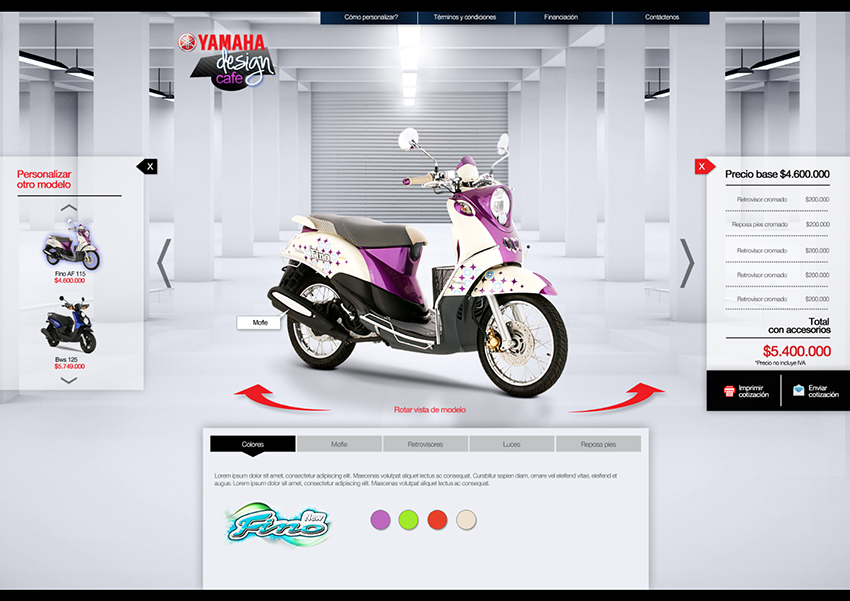 Cómo personalizar?
Términos y condiciones
Financiación
Contáctenos
YAMAHA
design
cafe
Personalizar
otro modelo
X
Fino AF 115
$4.600.000
Bws 125
$5.749.000
Fino
Mofle
Rotar vista de modelo
X
Precio base $4.600.000
Retrovisor cromado $200.000
Reposa pies cromado $200.000
Retrovisor cromado $200.000
Retrovisor cromado $200.000
Retrovisor cromado $200.000
Total
con accesorios
$5.400.000
*Precio no incluye IVA
Imprimir
cotización
Enviar
cotización
Colores
Mofle
Retrovisores
Luces
Reposa pies
Lorem ipsum dolor sit amet, consectetur adipiscing elit. Maecenas volutpat aliquet lectus ac consequat. Curabitur sapien diam, ornare vel eleifend vitae, eleifend et
augue. Lorem ipsum dolor sit amet, consectetur adipiscing elit. Maecenas volutpat aliquet lectus ac consequat.
New
Fino